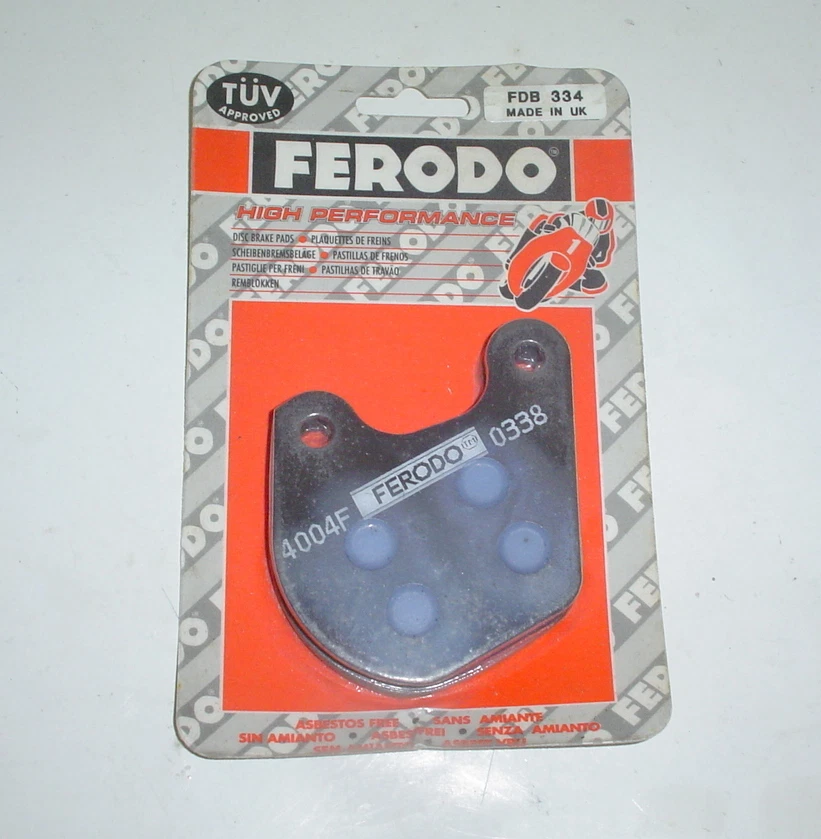 TÜV
APPROVED
FDB 334
MADE IN UK
FERODO
HIGH PERFORMANCE
DISC BRAKE PADS • PLAQUETTES DE FREINS
SCHEIBENBREMSBELÄGE • PASTILLAS DE FRENOS
PASTIGLIE PER FRENI • PASTILHAS DE TRAVÃO
REMBLOKKEN
1
4004F FERODO 0338
ASBESTOS FREE • SANS AMIANTE
SIN AMIANTO • ASBESTFREI • SENZA AMIANTO